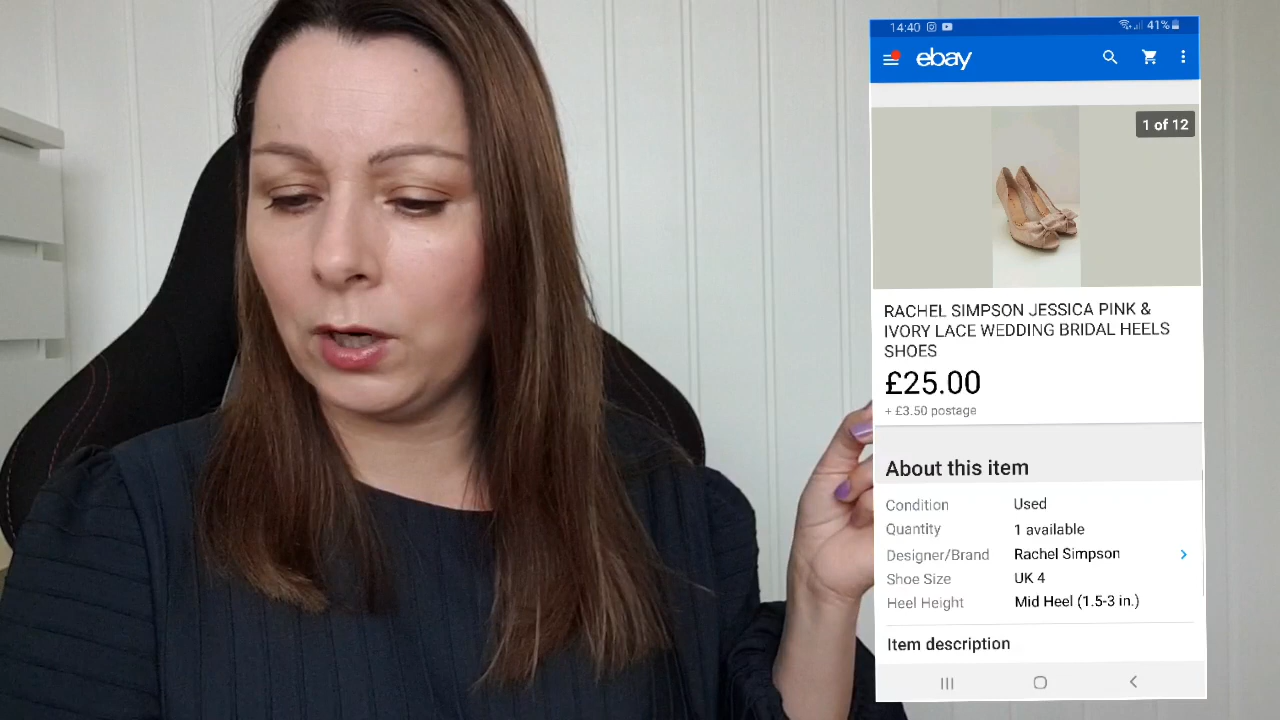 14:40
41%
ebay
1 of 12
RACHEL SIMPSON JESSICA PINK &
IVORY LACE WEDDING BRIDAL HEELS
SHOES
£25.00
+ £3.50 postage
About this item
Condition Used
Quantity 1 available
Designer/Brand Rachel Simpson
Shoe Size UK 4
Heel Height Mid Heel (1.5-3 in.)
Item description